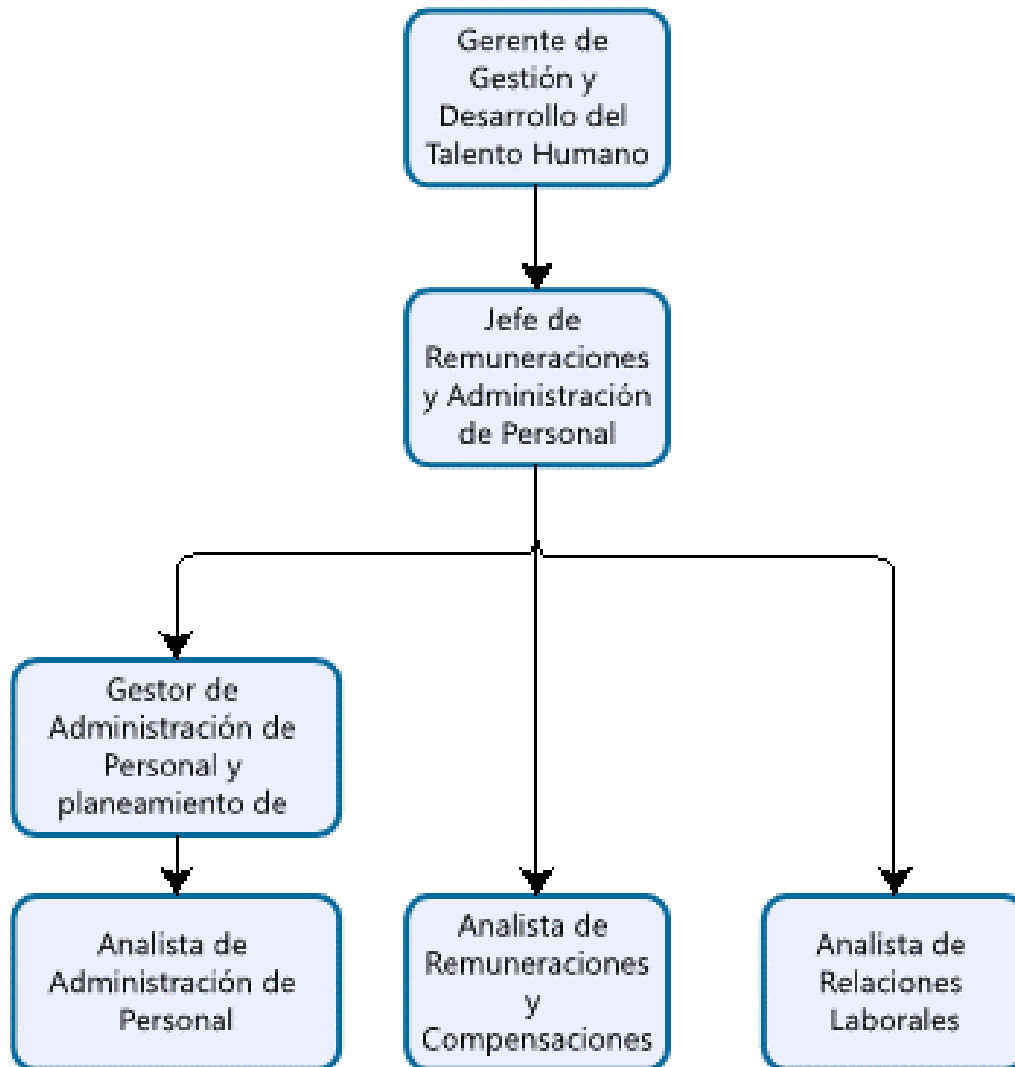 Gerente de
Gestión y
Desarrollo del
Talento Humano
Jefe de
Remuneraciones
y Administración
de Personal
Gestor de
Administración de
Personal y
planeamiento de
Analista de
Administración de
Personal
Analista de
Remuneraciones
y
Compensaciones
Analista de
Relaciones
Laborales